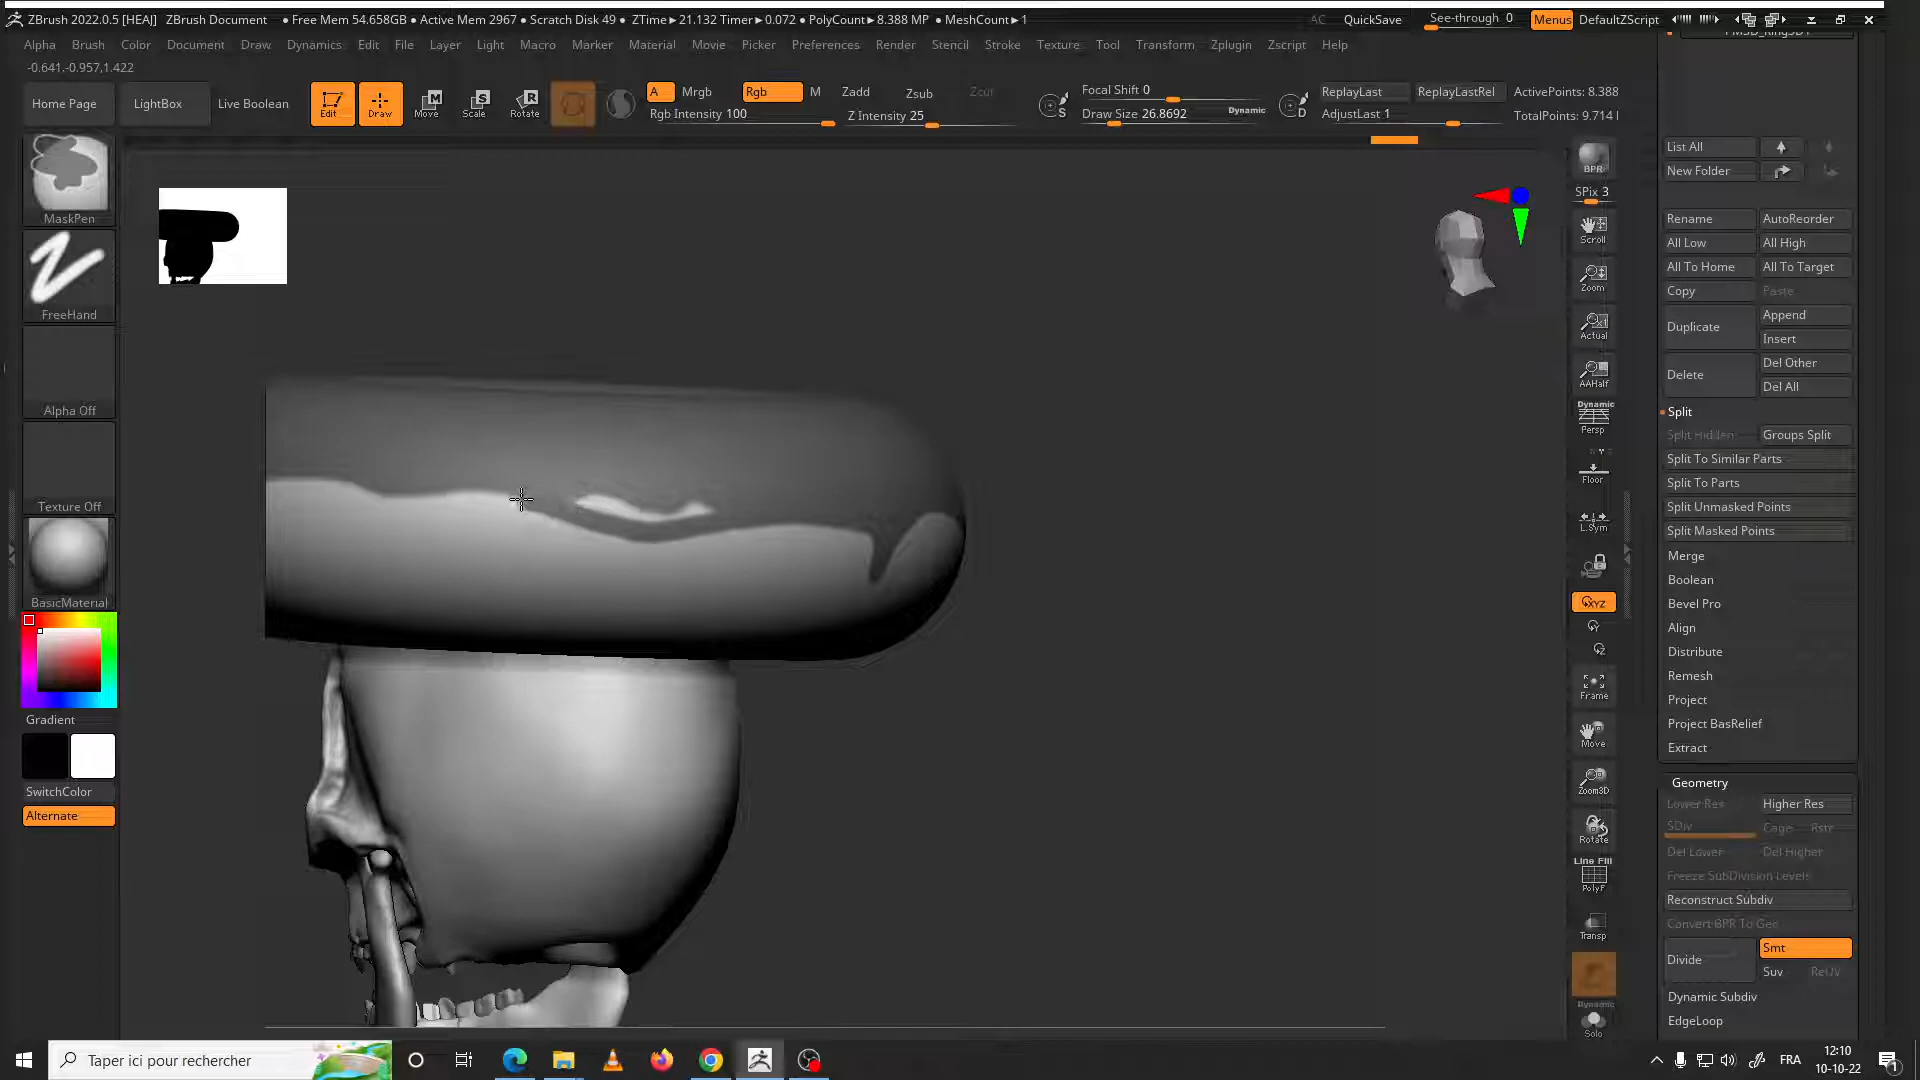 ZBrush 2022.0.5 [HEAJ] ZBrush Document • Free Mem 54.658GB • Active Mem 2967 • Scratch Disk 49 • ZTime▸21.132 Timer▸0.072 • PolyCount▸8.388 MP • MeshCount▸1 AC QuickSave See-through 0 Menus DefaultZScript
Alpha Brush Color Document Draw Dynamics Edit File Layer Light Macro Marker Material Movie Picker Preferences Render Stencil Stroke Texture Tool Transform Zplugin Zscript Help
-0.641,-0.957,1.422
Home Page LightBox Live Boolean Edit Draw Move Scale Rotate
A Mrgb Rgb M Zadd Zsub Zcut
Rgb Intensity 100 Z Intensity 25
Focal Shift 0
Draw Size 26.8692 Dynamic
S
D
ReplayLast ReplayLastRel ActivePoints: 8.388
AdjustLast 1 TotalPoints: 9.714
MaskPen
FreeHand
Alpha Off
Texture Off
BasicMaterial
Gradient
SwitchColor
Alternate
BPR
SPix 3
Scroll
Zoom
Actual
AAHalf
Dynamic
Persp
Floor
L.Sym
XYZ
Frame
Move
Zoom3D
Rotate
Line Fill
PolyF
Transp
Dynamic
Solo
List All
New Folder
Rename AutoReorder
All Low All High
All To Home All To Target
Copy Paste
Duplicate Append
Insert
Delete Del Other
Del All
Split
Split Hidden Groups Split
Split To Similar Parts
Split To Parts
Split Unmasked Points
Split Masked Points
Merge
Boolean
Bevel Pro
Align
Distribute
Remesh
Project
Project BasRelief
Extract
Geometry
Lower Res Higher Res
SDiv Cage Rstr
Del Lower Del Higher
Freeze SubDivision Levels
Reconstruct Subdiv
Convert BPR To Geo
Divide Smt
Suv ReUV
Dynamic Subdiv
EdgeLoop
Taper ici pour rechercher
FRA
12:10
10-10-22
1